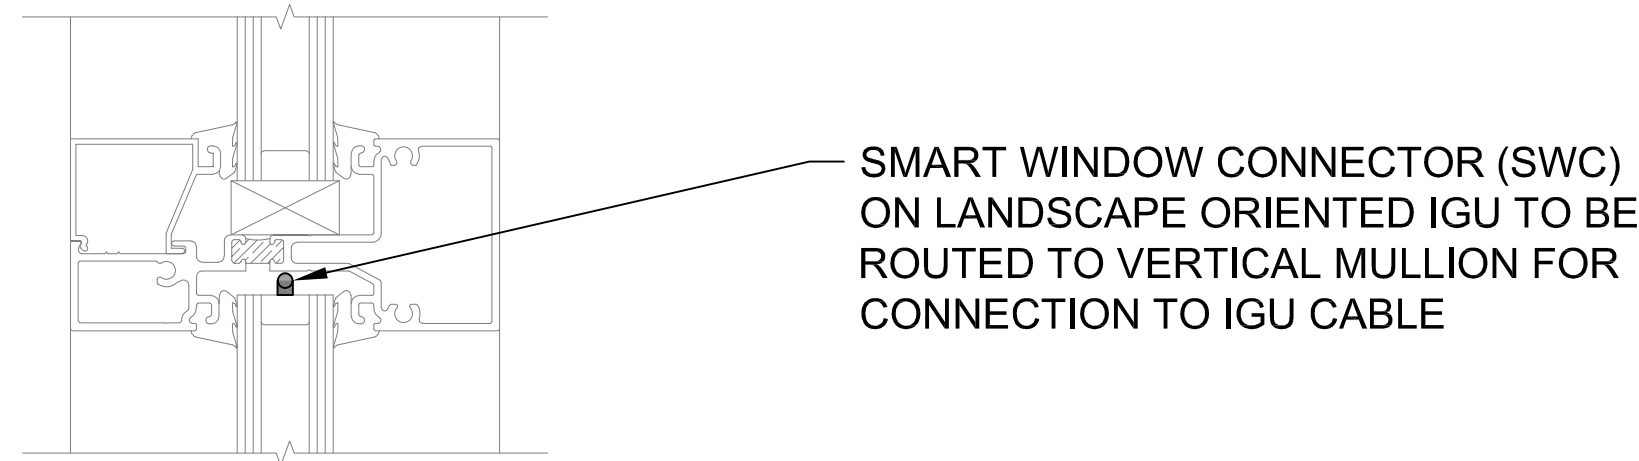 SMART WINDOW CONNECTOR (SWC)
ON LANDSCAPE ORIENTED IGU TO BE
ROUTED TO VERTICAL MULLION FOR
CONNECTION TO IGU CABLE